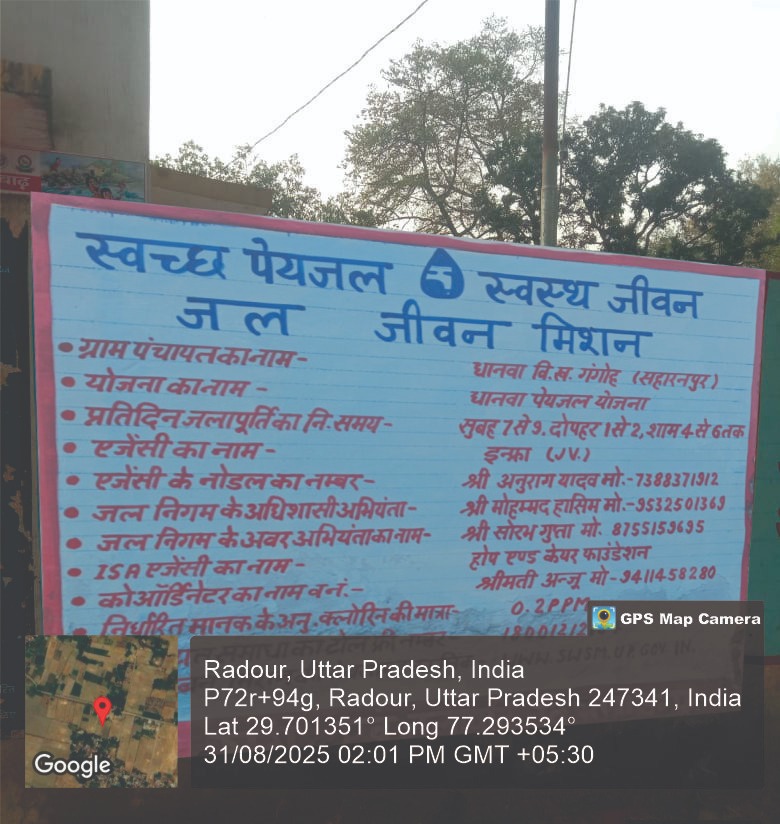 स्वच्छ पेयजल स्वस्थ जीवन
जल जीवन मिशन
• ग्राम पंचायत का नाम- धानवा वि.ख. गंगोह (सहारनपुर)
• योजना का नाम - धानवा पेयजल योजना
• प्रतिदिन जलापूर्ति का नि. समय- सुबह 7 से 9. दोपहर 1 से 2, शाम 4 से 6 तक
• एजेंसी का नाम - इन्फ्रा (JV.)
• एजेंसी के नोडल का नम्बर- श्री अनुराग यादव मो.-7388371912
• जल निगम के अधिशासी अभियंता- श्री मोहम्मद हासिम मो.-9532501369
• जल निगम के अवर अभियंता का नाम- श्री सोरभ गुप्ता मो. 8755159695
• ISA एजेंसी का नाम - होप एण्ड केयर फाउंडेशन
• कोऑर्डिनेटर का नाम व नं.- श्रीमती अन्जू मो-9411458280
• निर्धारित मानक के अनु. क्लोरिन की मात्रा- 0.2PPM
GPS Map Camera
Google
Radour, Uttar Pradesh, India
P72r+94g, Radour, Uttar Pradesh 247341, India
Lat 29.701351° Long 77.293534°
31/08/2025 02:01 PM GMT +05:30